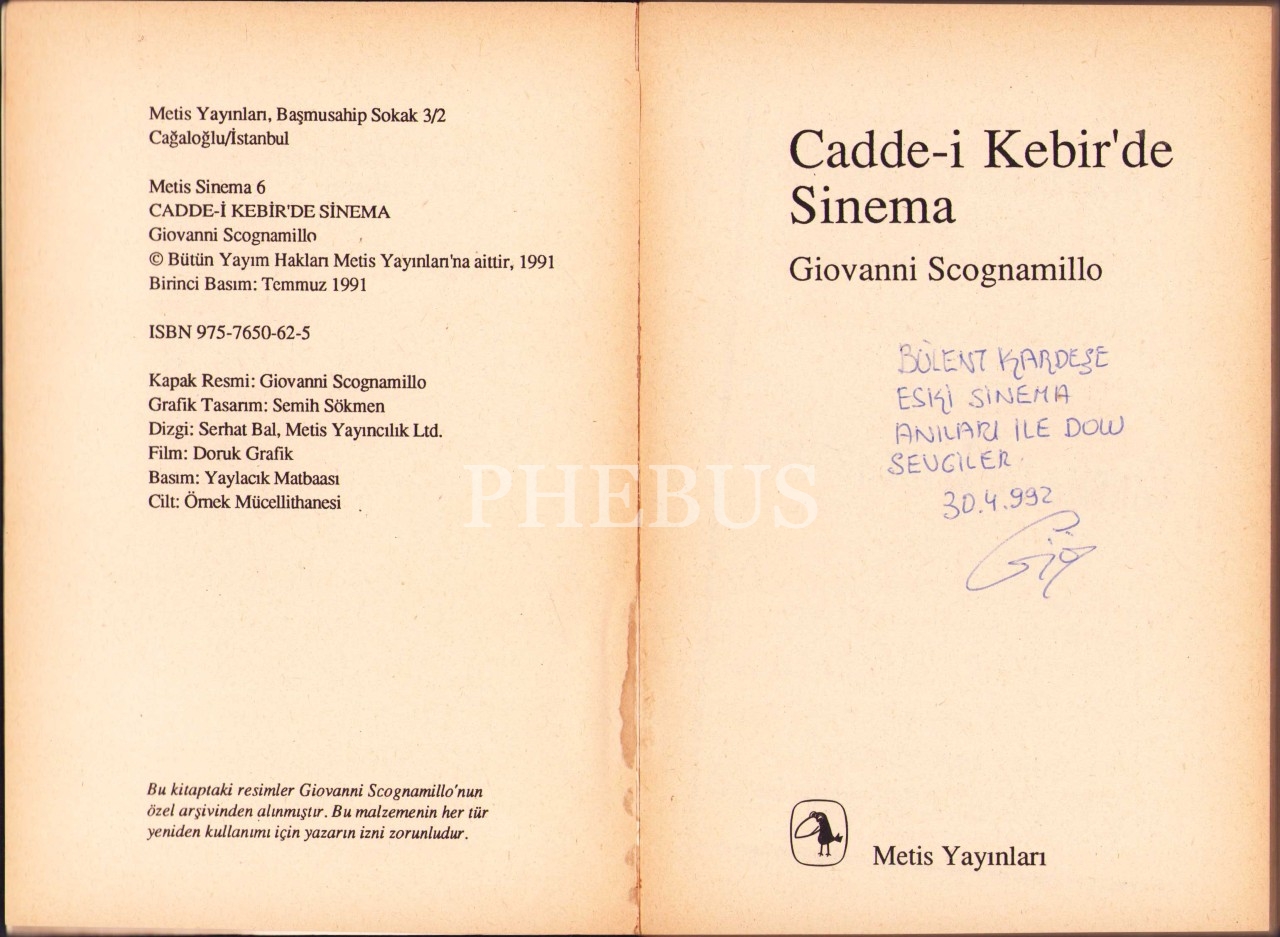 Metis Yayınları, Başmusahip Sokak 3/2
Cağaloğlu/İstanbul
Metis Sinema 6
CADDE-İ KEBİR'DE SİNEMA
Giovanni Scognamillo
© Bütün Yayım Hakları Metis Yayınları'na aittir, 1991
Birinci Basım: Temmuz 1991
ISBN 975-7650-62-5
Kapak Resmi: Giovanni Scognamillo
Grafik Tasarım: Semih Sökmen
Dizgi: Serhat Bal, Metis Yayıncılık Ltd.
Film: Doruk Grafik
Basım: Yaylacık Matbaası
Cilt: Örnek Mücellithanesi
Bu kitaptaki resimler Giovanni Scognamillo'nun
özel arşivinden alınmıştır. Bu malzemenin her tür
yeniden kullanımı için yazarın izni zorunludur.
Cadde-i Kebir'de
Sinema
Giovanni Scognamillo
BÜLENT KARDEŞE
ESKİ SİNEMA
ANILARI İLE DOLU
SEVGİLER.
30.4.992
Gio
Metis Yayınları
PHEBUS